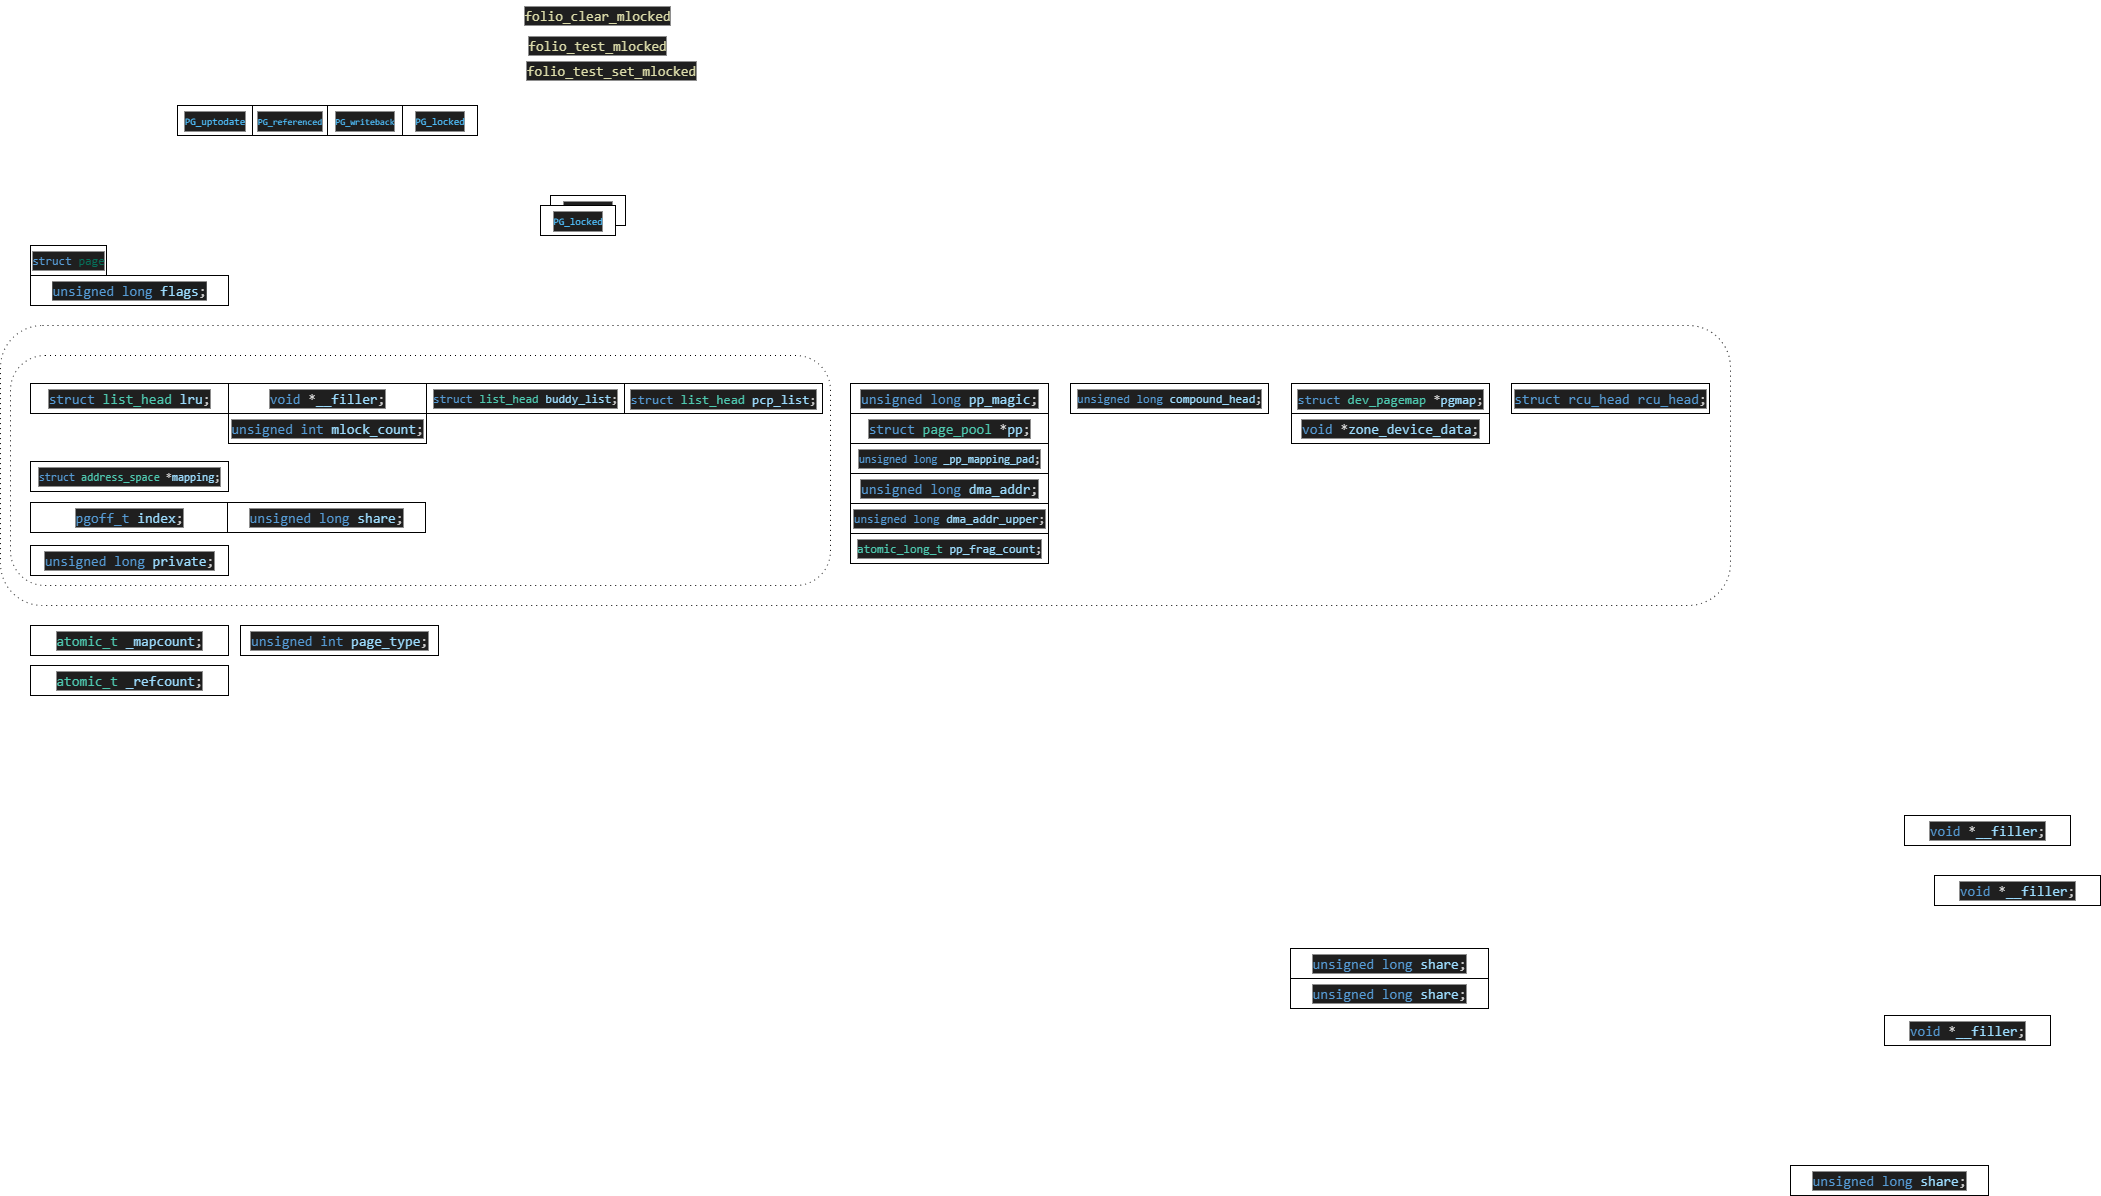 folio_clear_mlocked
folio_test_mlocked
folio_test_set_mlocked
PG_uptodate PG_referenced PG_writeback PG_locked
PG_locked
struct page
unsigned long flags;
struct list_head lru; void *__filler; struct list_head buddy_list; struct list_head pcp_list; unsigned long pp_magic; unsigned long compound_head; struct dev_pagemap *pgmap; struct rcu_head rcu_head;
unsigned int mlock_count; struct page_pool *pp; void *zone_device_data;
unsigned long _pp_mapping_pad;
struct address_space *mapping;
unsigned long dma_addr;
pgoff_t index; unsigned long share; unsigned long dma_addr_upper;
atomic_long_t pp_frag_count;
unsigned long private;
atomic_t _mapcount; unsigned int page_type;
atomic_t _refcount;
void *__filler;
void *__filler;
unsigned long share;
unsigned long share;
void *__filler;
unsigned long share;